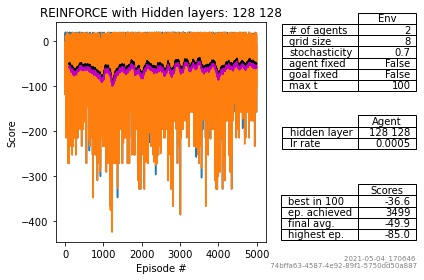 REINFORCE with Hidden layers: 128 128
0
−100
−200
−300
−400
Score
0 1000 2000 3000 4000 5000
Episode #
Env
# of agents 2
grid size 8
stochasticity 0.7
agent fixed False
goal fixed False
max t 100
Agent
hidden layer 128 128
lr rate 0.0005
Scores
best in 100 -36.6
ep. achieved 3499
final avg. -49.9
highest ep. -85.0
2021-05-04_170646
74bffa63-4587-4e92-89f1-5750dd50a887